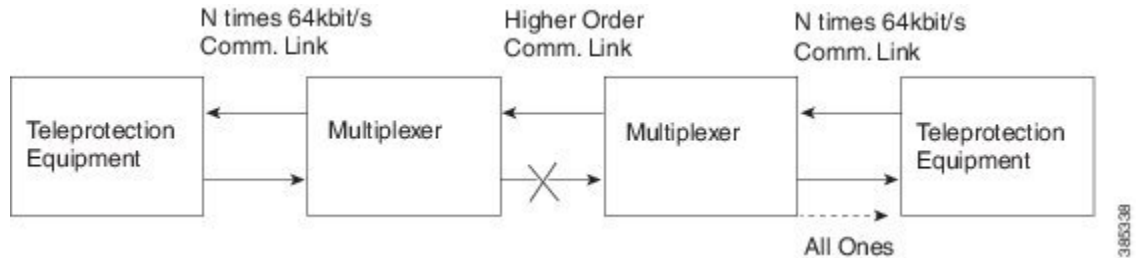 N times 64kbit/s
Comm. Link
Higher Order
Comm. Link
N times 64kbit/s
Comm. Link
Teleprotection
Equipment
Multiplexer
Multiplexer
Teleprotection
Equipment
All Ones
385338